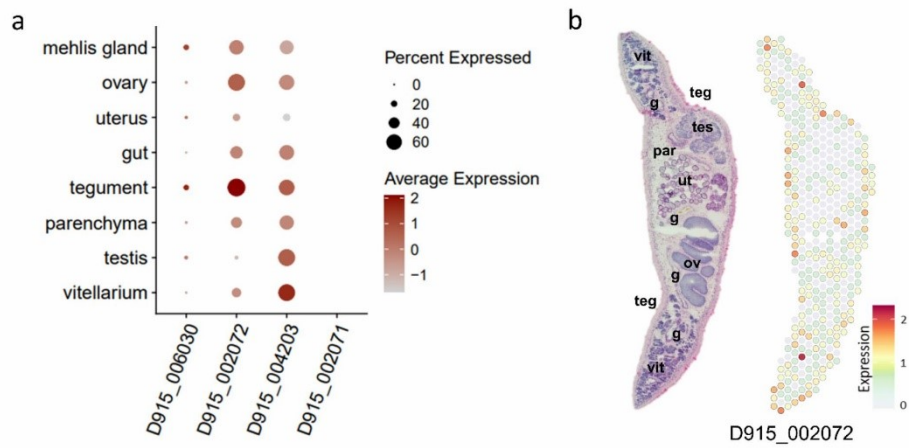 a
mehlis gland
ovary
uterus
gut
tegument
parenchyma
testis
vitellarium
D915_006030
D915_002072
D915_004203
D915_002071
Percent Expressed
0
20
40
60
Average Expression
2
1
0
−1
b
vit
g
teg
tes
par
ut
g
ov
g
teg
g
vit
Expression
2
1
0
D915_002072